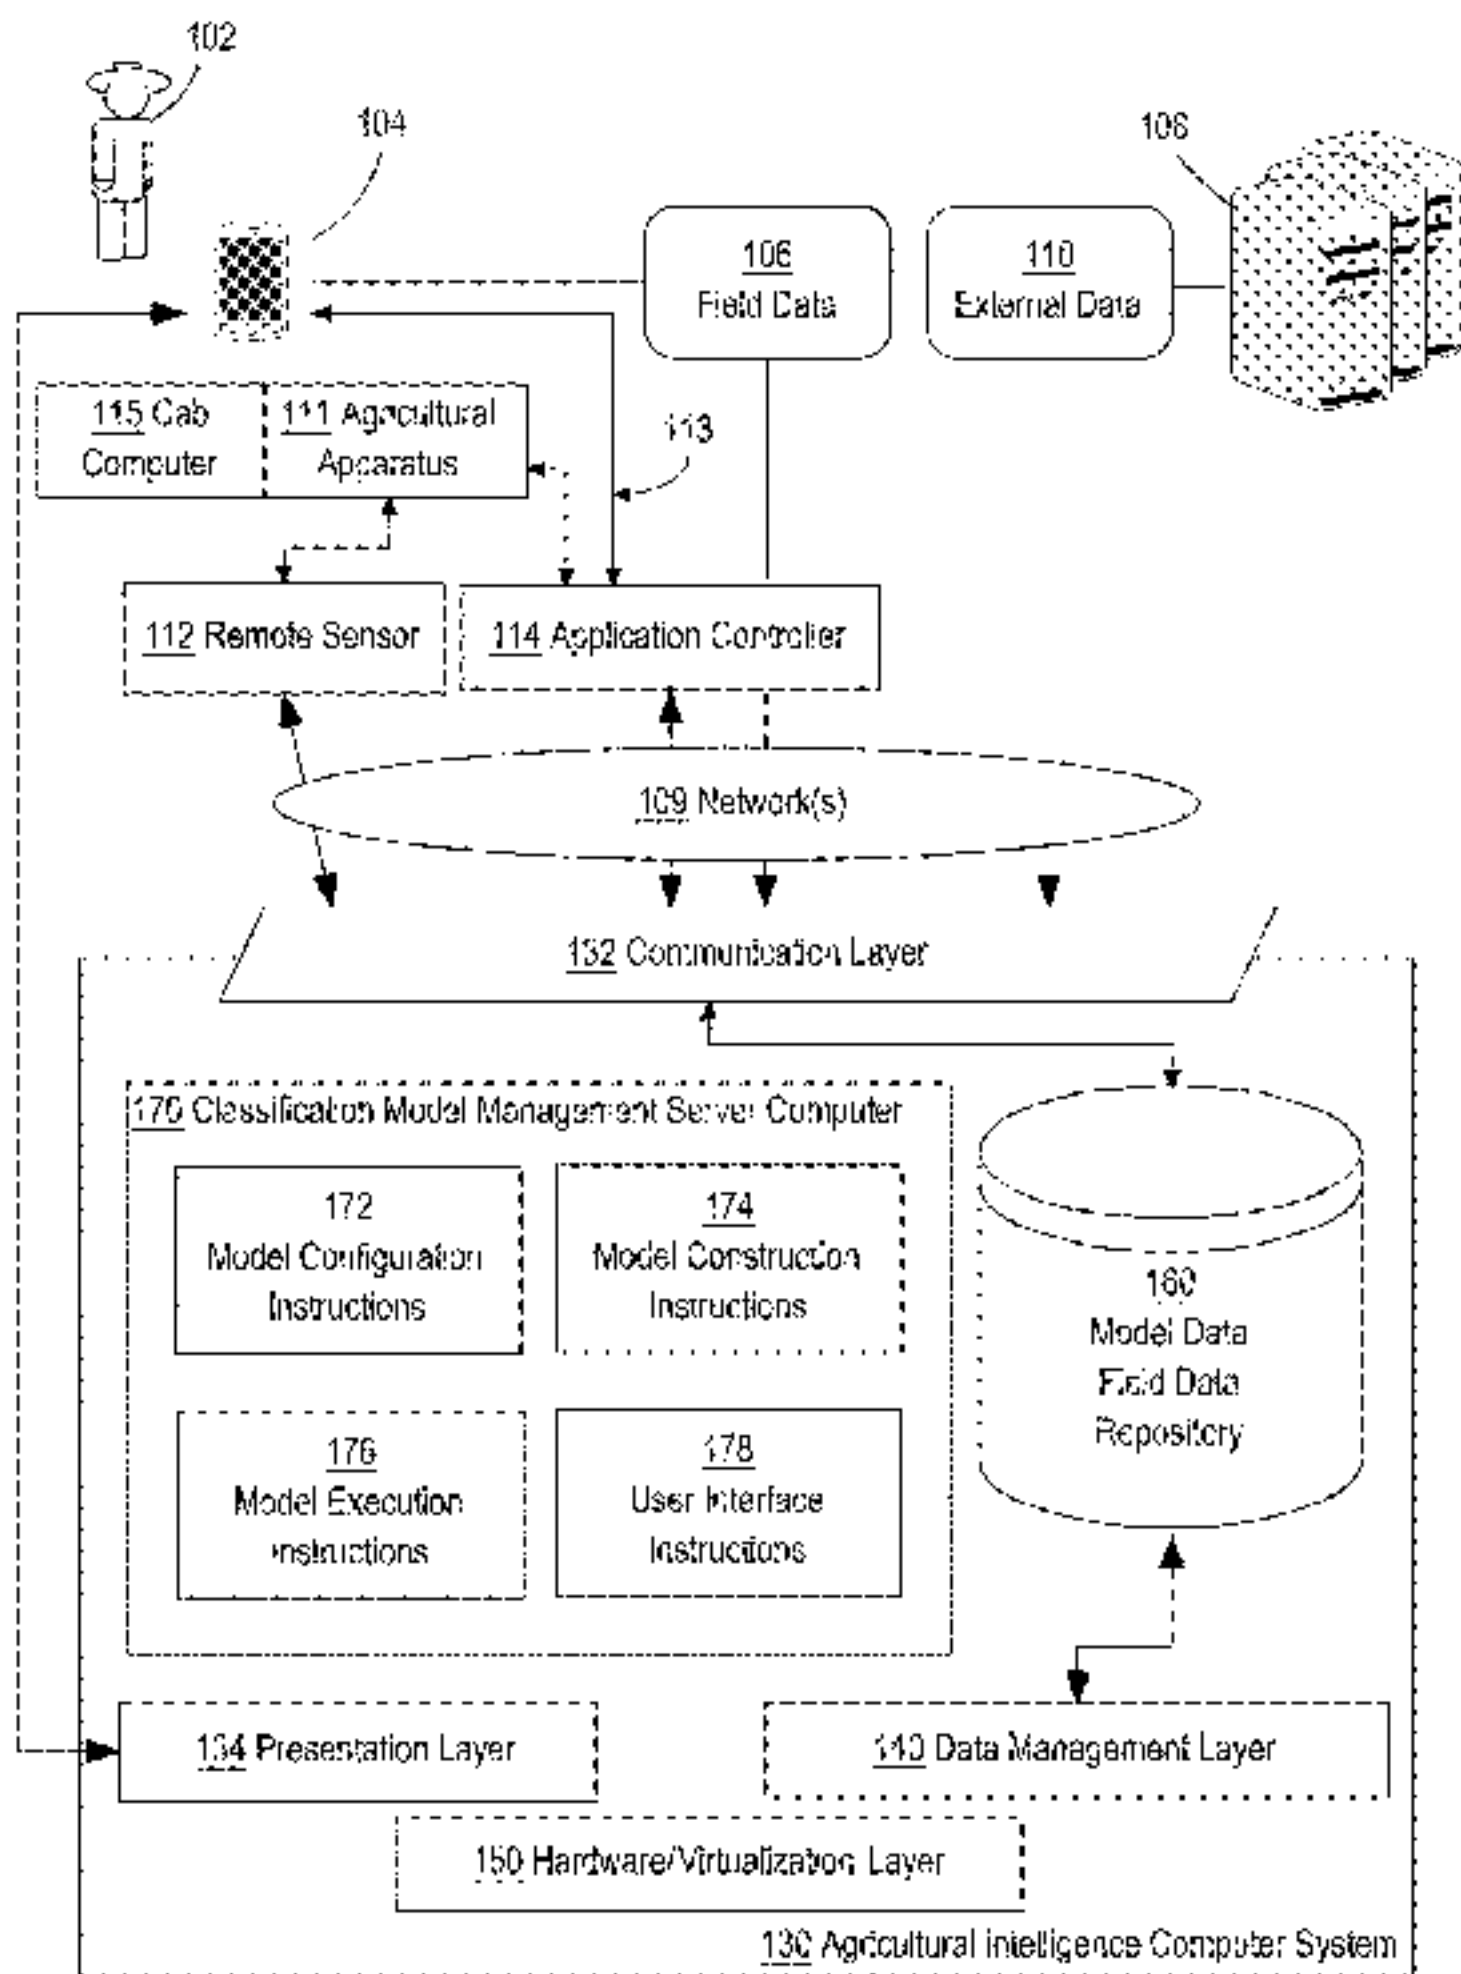 102
104
108
106
Field Data
110
External Data
115 Cab
Computer
111 Agricultural
Apparatus
113
112 Remote Sensor
114 Application Controller
109 Network(s)
132 Communication Layer
170 Classification Model Management Server Computer
172
Model Configuration
Instructions
174
Model Construction
Instructions
160
Model Data
Field Data
Repository
176
Model Execution
Instructions
178
User Interface
Instructions
134 Presentation Layer
140 Data Management Layer
150 Hardware/Virtualization Layer
130 Agricultural Intelligence Computer System